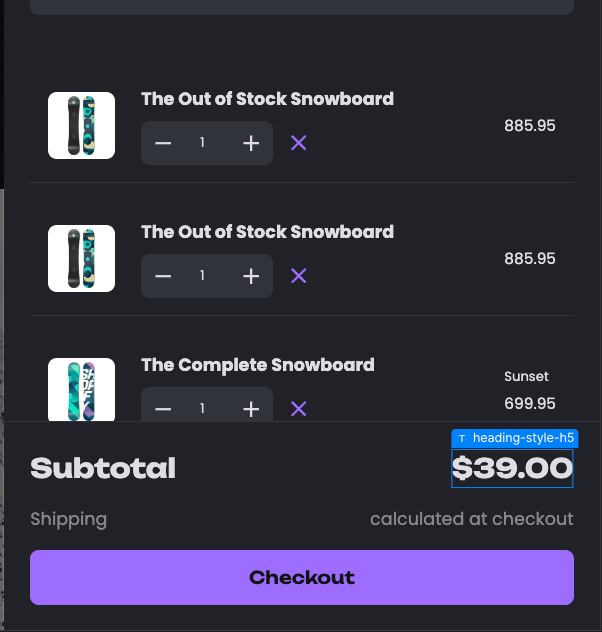 The Out of Stock Snowboard
1
885.95
The Out of Stock Snowboard
1
885.95
The Complete Snowboard
Sunset
1
699.95
T heading-style-h5
Subtotal
$39.00
Shipping
calculated at checkout
Checkout